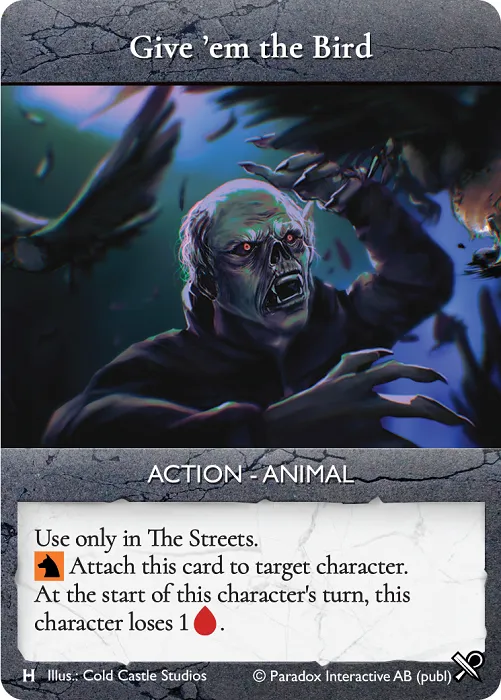 Give ’em the Bird
ACTION - ANIMAL
Use only in The Streets.
Attach this card to target character.
At the start of this character's turn, this
character loses 1 .
H Illus.: Cold Castle Studios © Paradox Interactive AB (publ)